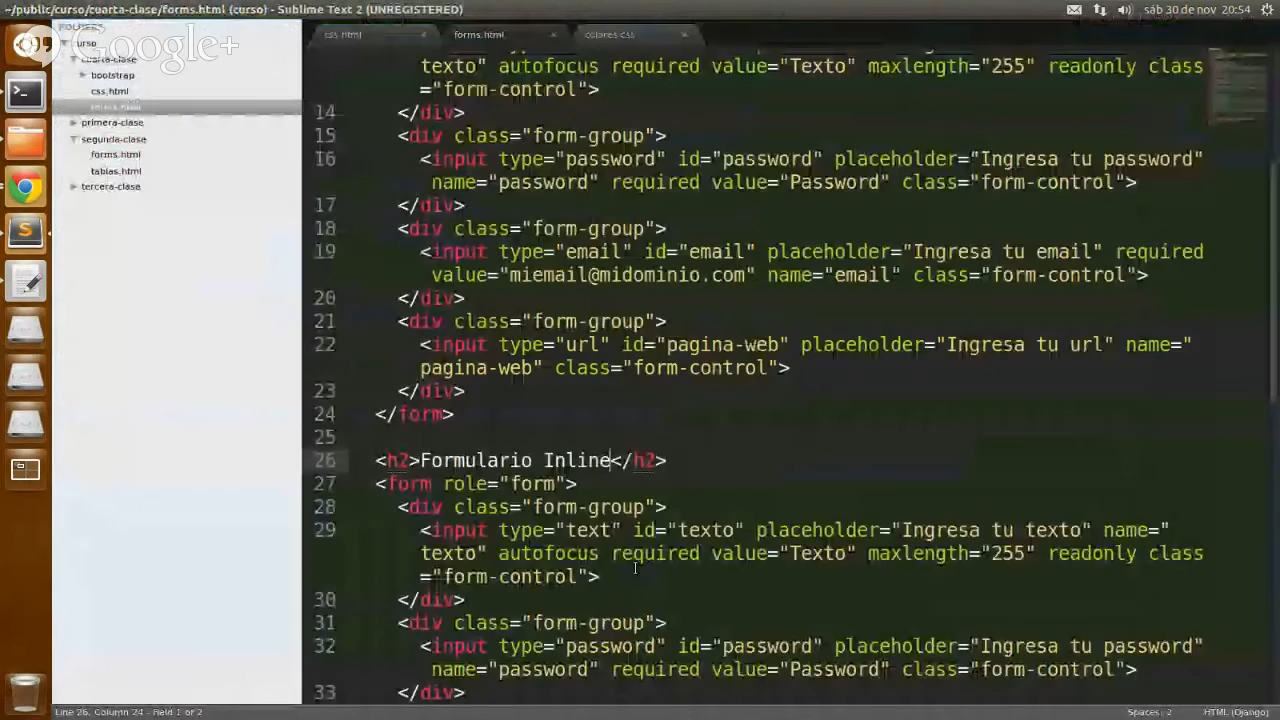 ~/public/curso/cuarta-clase/forms.html (curso) - Sublime Text 2 (UNREGISTERED)
sáb 30 de nov 20:54
Google+
FOLDERS
curso
cuarta-clase
bootstrap
css.html
forms.html
primera-clase
segunda-clase
forms.html
tablas.html
tercera-clase
css.html
forms.html
colores.css
texto" autofocus required value="Texto" maxlength="255" readonly class
="form-control">
14 </div>
15 <div class="form-group">
16 <input type="password" id="password" placeholder="Ingresa tu password"
name="password" required value="Password" class="form-control">
17 </div>
18 <div class="form-group">
19 <input type="email" id="email" placeholder="Ingresa tu email" required
value="miemail@midominio.com" name="email" class="form-control">
20 </div>
21 <div class="form-group">
22 <input type="url" id="pagina-web" placeholder="Ingresa tu url" name="
pagina-web" class="form-control">
23 </div>
24 </form>
25
26 <h2>Formulario Inline</h2>
27 <form role="form">
28 <div class="form-group">
29 <input type="text" id="texto" placeholder="Ingresa tu texto" name="
texto" autofocus required value="Texto" maxlength="255" readonly class
="form-control">
30 </div>
31 <div class="form-group">
32 <input type="password" id="password" placeholder="Ingresa tu password"
name="password" required value="Password" class="form-control">
33 </div>
Line 26, Column 24 - Field 1 of 2
Spaces: 2
HTML (Django)